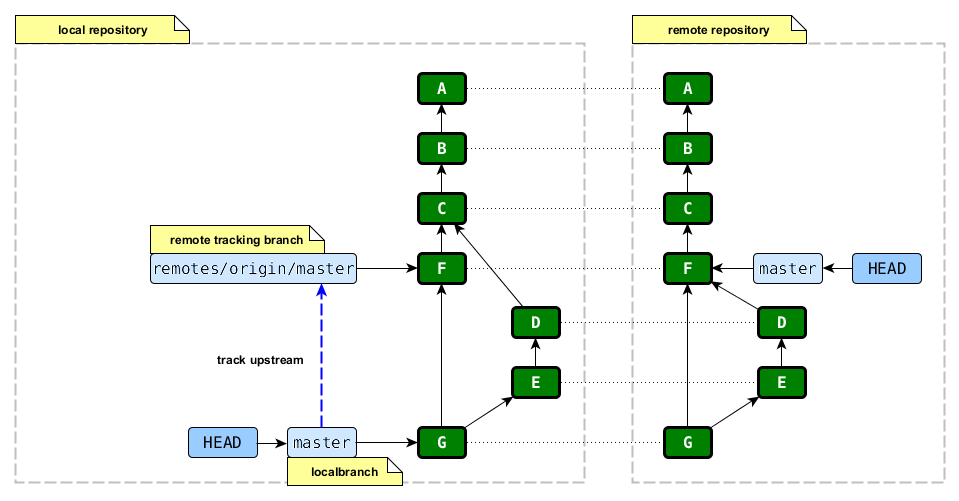 local repository
remote repository
A
A
B
B
C
C
remote tracking branch
remotes/origin/master
F
F
master
HEAD
D
D
track upstream
E
E
HEAD
master
G
G
localbranch